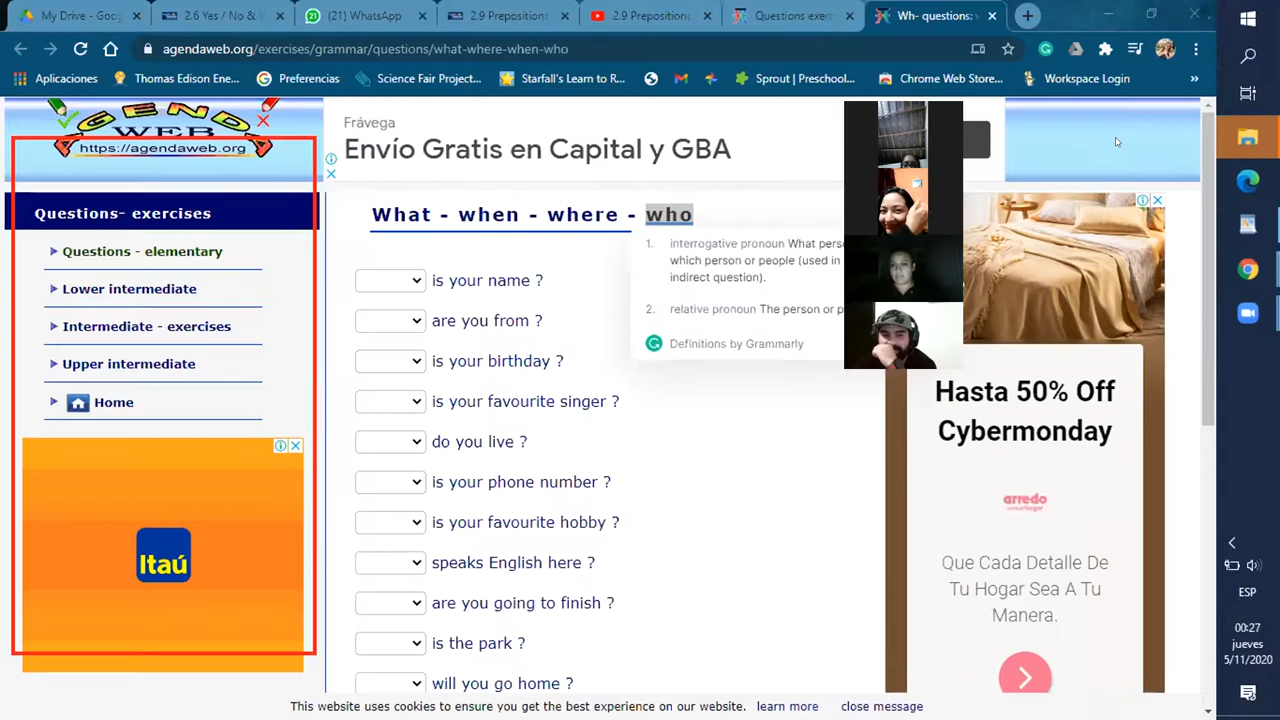 My Drive - Goog
2.6 Yes / No & W
(21) WhatsApp
2.9 Prepositions
2.9 Prepositions
Questions exerc
Wh- questions: w
agendaweb.org/exercises/grammar/questions/what-where-when-who
Aplicaciones
Thomas Edison Ene...
Preferencias
Science Fair Project...
Starfall's Learn to R...
Sprout | Preschool...
Chrome Web Store...
Workspace Login
»
AGENDA
WEB
https://agendaweb.org
Frávega
Envío Gratis en Capital y GBA
Questions- exercises
Questions - elementary
Lower intermediate
Intermediate - exercises
Upper intermediate
Home
Itaú
What - when - where - who
1. interrogative pronoun What pers
which person or people (used in
indirect question).
2. relative pronoun The person or p
Definitions by Grammarly
is your name ?
are you from ?
is your birthday ?
is your favourite singer ?
do you live ?
is your phone number ?
is your favourite hobby ?
speaks English here ?
are you going to finish ?
is the park ?
will you go home ?
Hasta 50% Off
Cybermonday
arredo
Que Cada Detalle De
Tu Hogar Sea A Tu
Manera.
This website uses cookies to ensure you get the best experience on our website. learn more close message
ESP
00:27
jueves
5/11/2020